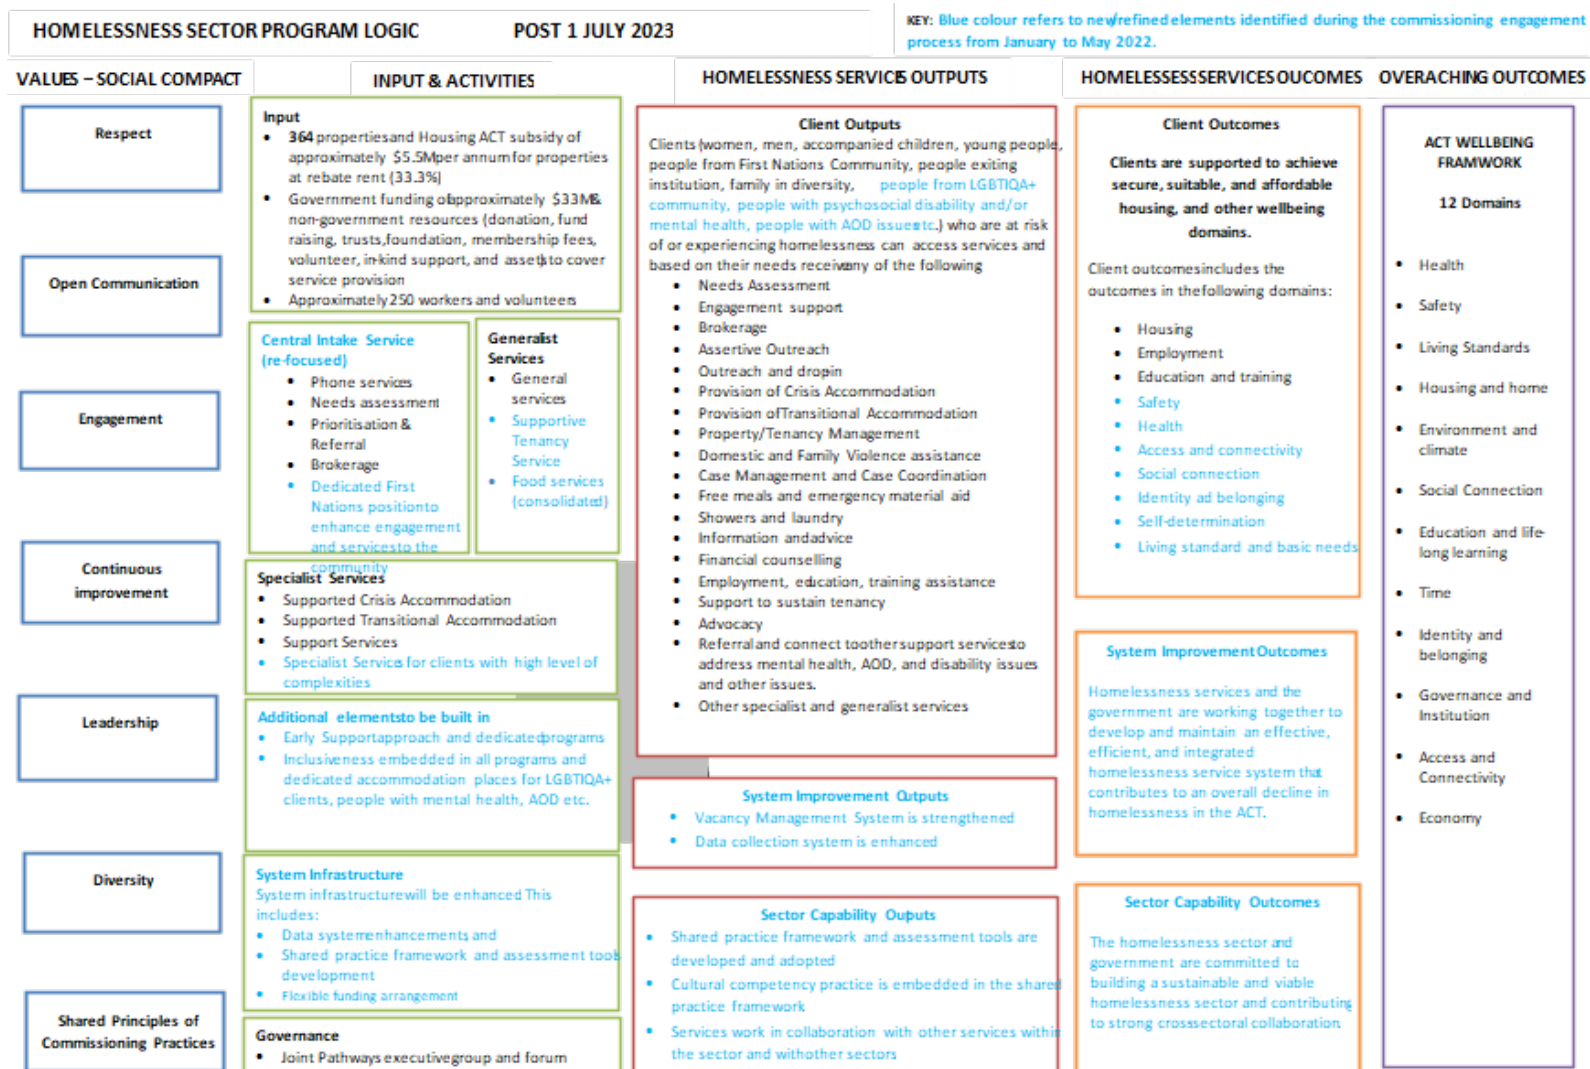 HOMELESSNESS SECTOR PROGRAM LOGIC POST 1 JULY 2023
KEY: Blue colour refers to new/refined elements identified during the commissioning engagement
process from January to May 2022.
VALUES – SOCIAL COMPACT
Respect
Open Communication
Engagement
Continuous
improvement
Leadership
Diversity
Shared Principles of
Commissioning Practices
INPUT & ACTIVITIES
Input
• 364 properties and Housing ACT subsidy of
approximately $5.5M per annum for properties
at rebate rent (33.3%)
• Government funding of approximately $33M &
non-government resources (donation, fund
raising, trusts, foundation, membership fees,
volunteer, in-kind support, and assets) to cover
service provision
• Approximately 250 workers and volunteers
Central Intake Service
(re-focused)
• Phone services
• Needs assessment
• Prioritisation &
Referral
• Brokerage
• Dedicated First
Nations position to
enhance engagement
and services to the
community
Generalist
Services
• General
services
• Supportive
Tenancy
Service
• Food services
(consolidated)
Specialist Services
• Supported Crisis Accommodation
• Supported Transitional Accommodation
• Support Services
• Specialist Services for clients with high level of
complexities
Additional elements to be built in
• Early Support approach and dedicated programs
• Inclusiveness embedded in all programs and
dedicated accommodation places for LGBTIQA+
clients, people with mental health, AOD etc.
System Infrastructure
System infrastructure will be enhanced This
includes:
• Data system enhancements, and
• Shared practice framework and assessment tools
development
• Flexible funding arrangement
Governance
• Joint Pathways executive group and forum
HOMELESSNESS SERVICES OUTPUTS
Client Outputs
Clients (women, men, accompanied children, young people,
people from First Nations Community, people exiting
institution, family in diversity, people from LGBTIQA+
community, people with psychosocial disability and/or
mental health, people with AOD issues etc.) who are at risk
of or experiencing homelessness can access services and
based on their needs receive any of the following
• Needs Assessment
• Engagement support
• Brokerage
• Assertive Outreach
• Outreach and drop-in
• Provision of Crisis Accommodation
• Provision of Transitional Accommodation
• Property/Tenancy Management
• Domestic and Family Violence assistance
• Case Management and Case Coordination
• Free meals and emergency material aid
• Showers and laundry
• Information and advice
• Financial counselling
• Employment, education, training assistance
• Support to sustain tenancy
• Advocacy
• Referral and connect to other support services to
address mental health, AOD, and disability issues
and other issues.
• Other specialist and generalist services
System Improvement Outputs
• Vacancy Management System is strengthened
• Data collection system is enhanced
Sector Capability Outputs
• Shared practice framework and assessment tools are
developed and adopted
• Cultural competency practice is embedded in the shared
practice framework
• Services work in collaboration with other services within
the sector and with other sectors
HOMELESSESS SERVICES OUCOMES
Client Outcomes
Clients are supported to achieve
secure, suitable, and affordable
housing, and other wellbeing
domains.
Client outcomes includes the
outcomes in the following domains:
• Housing
• Employment
• Education and training
• Safety
• Health
• Access and connectivity
• Social connection
• Identity ad belonging
• Self-determination
• Living standard and basic needs
System Improvement Outcomes
Homelessness services and the
government are working together to
develop and maintain an effective,
efficient, and integrated
homelessness service system that
contributes to an overall decline in
homelessness in the ACT.
Sector Capability Outcomes
The homelessness sector and
government are committed to
building a sustainable and viable
homelessness sector and contributing
to strong cross-sectoral collaboration.
OVERACHING OUTCOMES
ACT WELLBEING
FRAMWORK
12 Domains
• Health
• Safety
• Living Standards
• Housing and home
• Environment and
climate
• Social Connection
• Education and life-
long learning
• Time
• Identity and
belonging
• Governance and
Institution
• Access and
Connectivity
• Economy